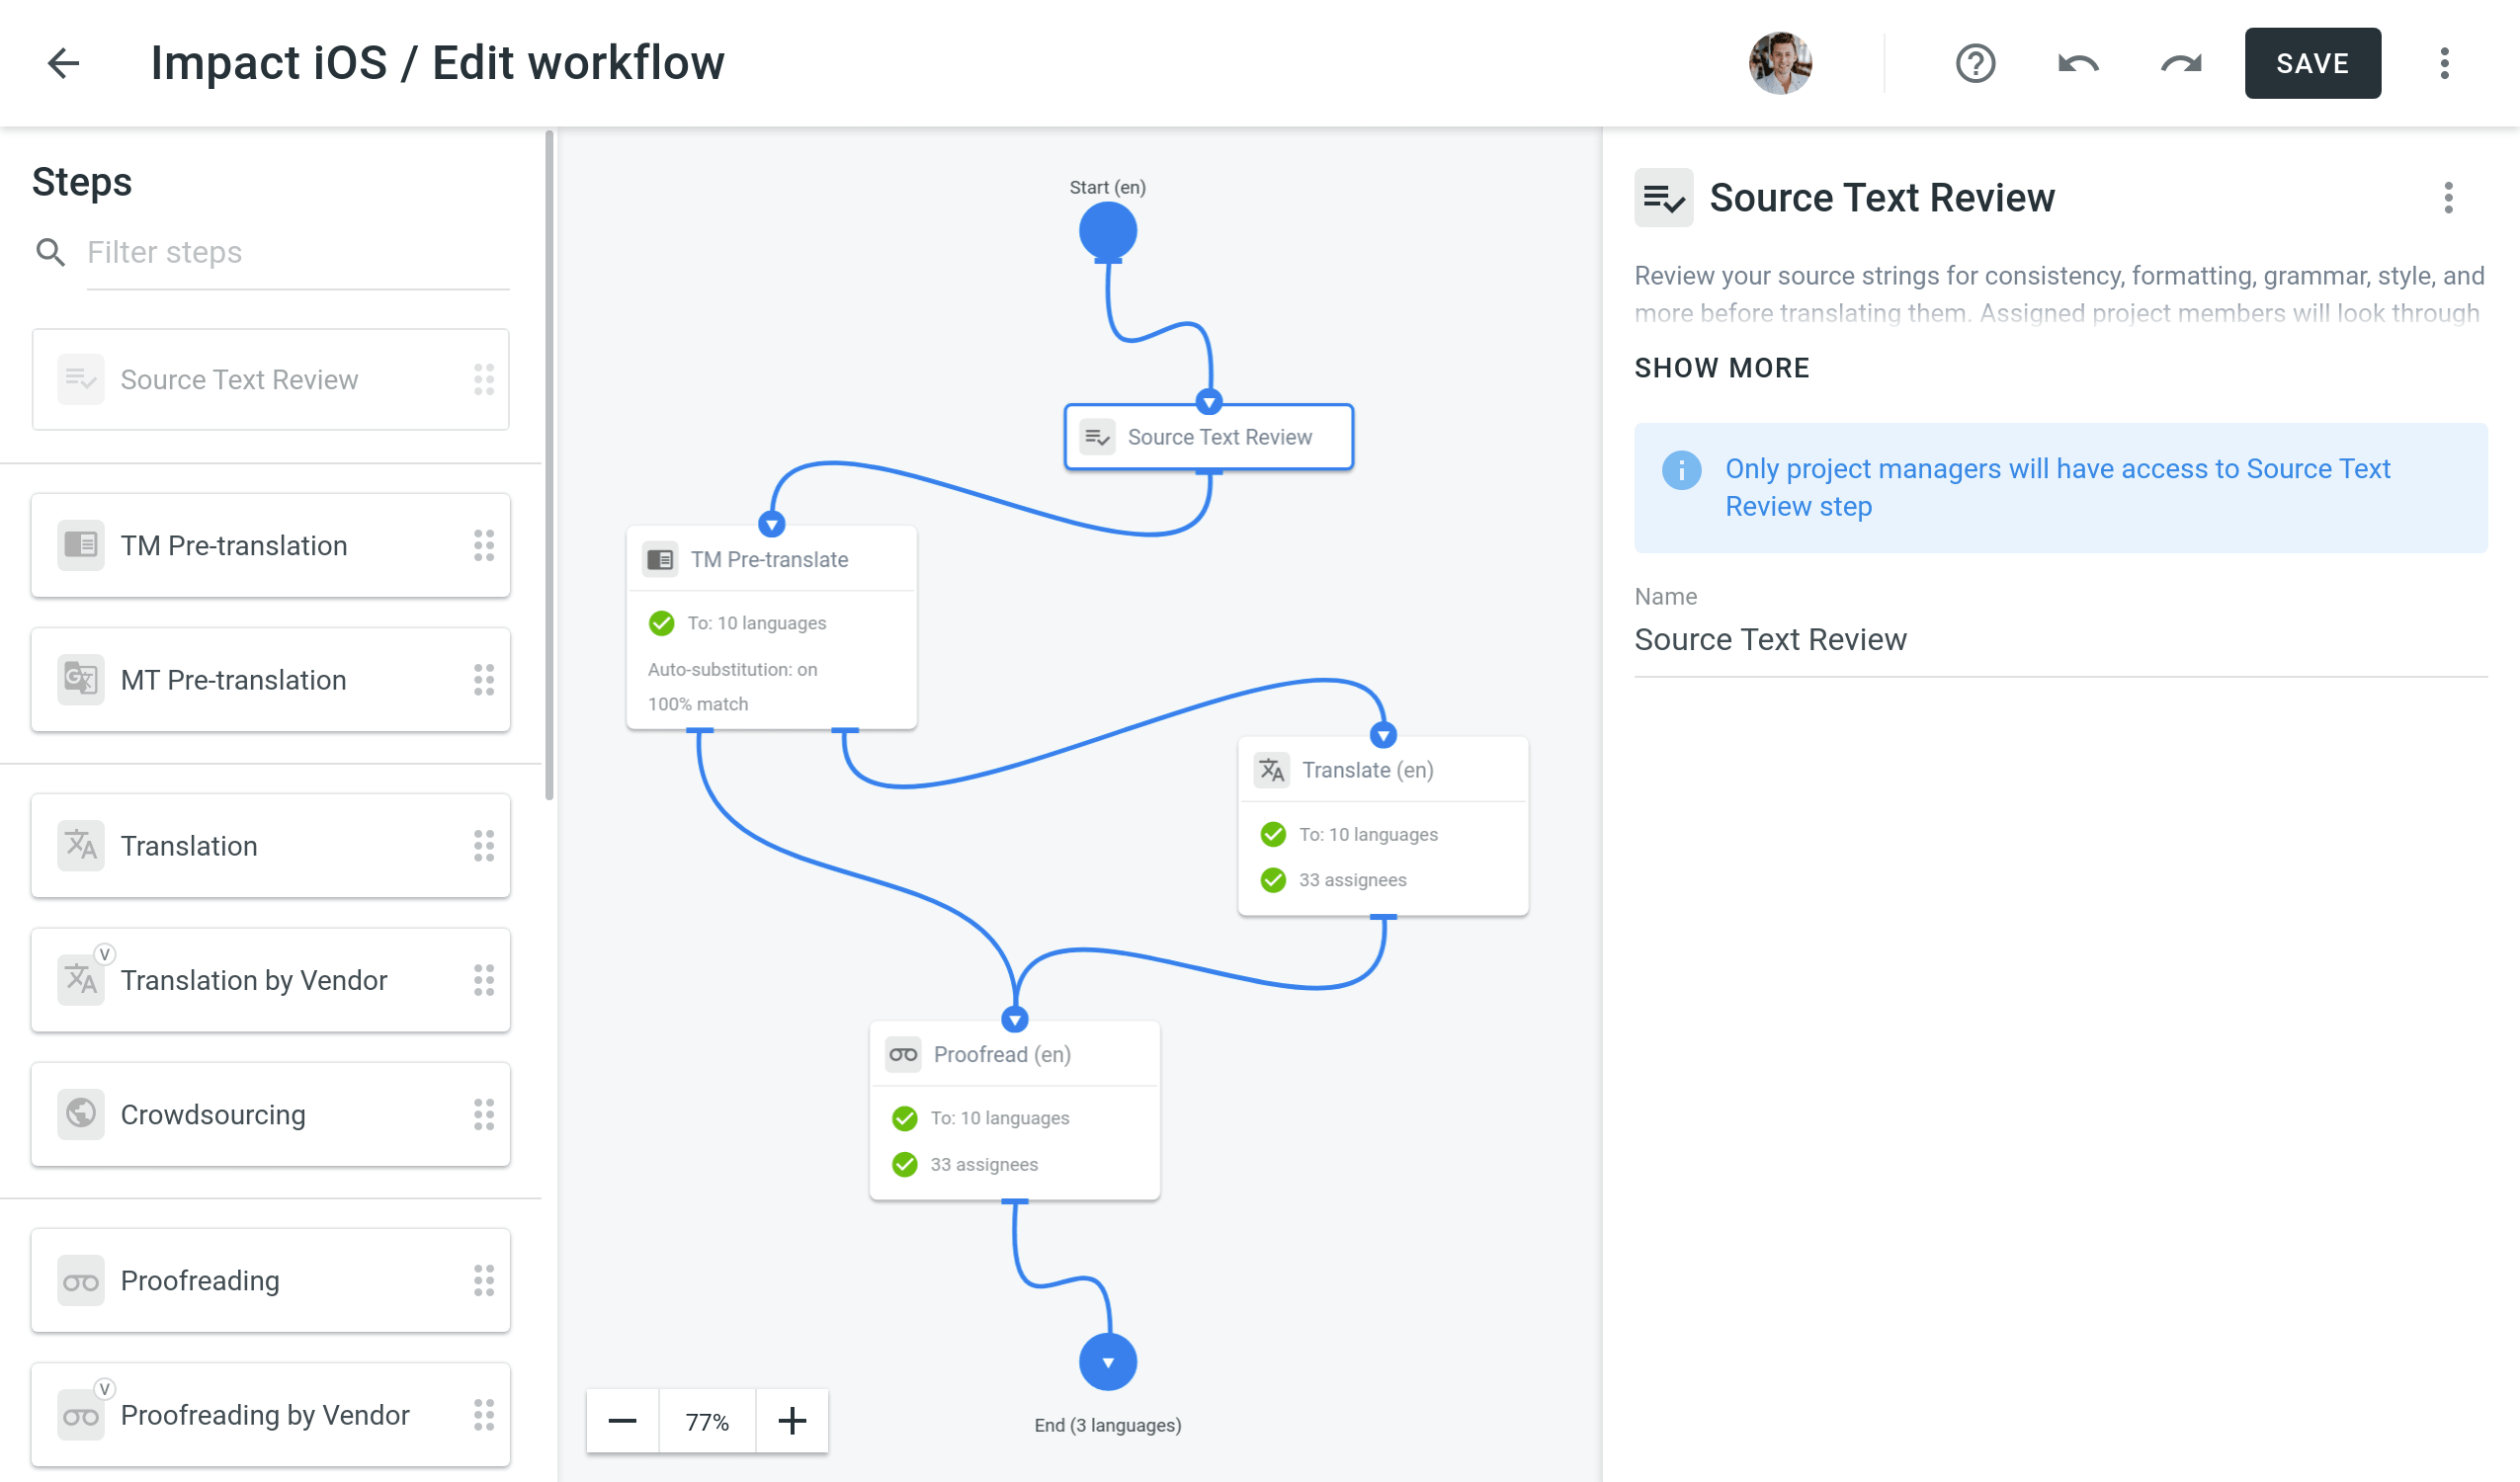 Impact iOS / Edit workflow
SAVE
Steps
Filter steps
Source Text Review
TM Pre-translation
MT Pre-translation
Translation
V
Translation by Vendor
Crowdsourcing
Proofreading
V
Proofreading by Vendor
Start (en)
Source Text Review
TM Pre-translate
To: 10 languages
Auto-substitution: on
100% match
Translate (en)
To: 10 languages
33 assignees
Proofread (en)
To: 10 languages
33 assignees
End (3 languages)
77%
Source Text Review
Review your source strings for consistency, formatting, grammar, style, and
more before translating them. Assigned project members will look through
SHOW MORE
Only project managers will have access to Source Text
Review step
Name
Source Text Review